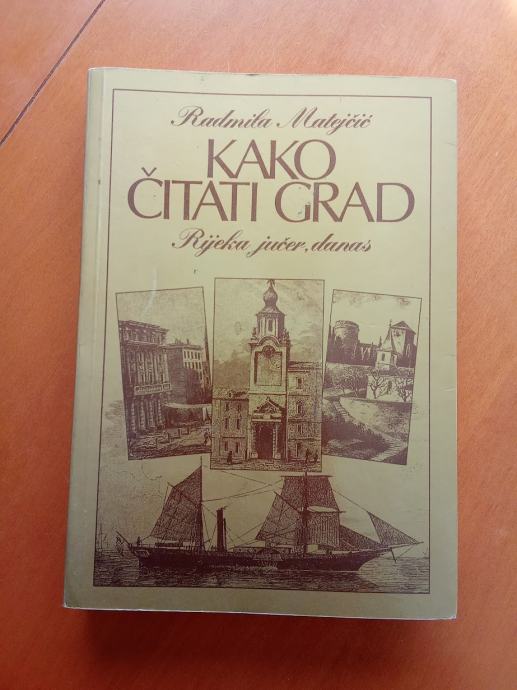 Radmila Matejčić
KAKO
ČITATI GRAD
Rijeka jučer, danas